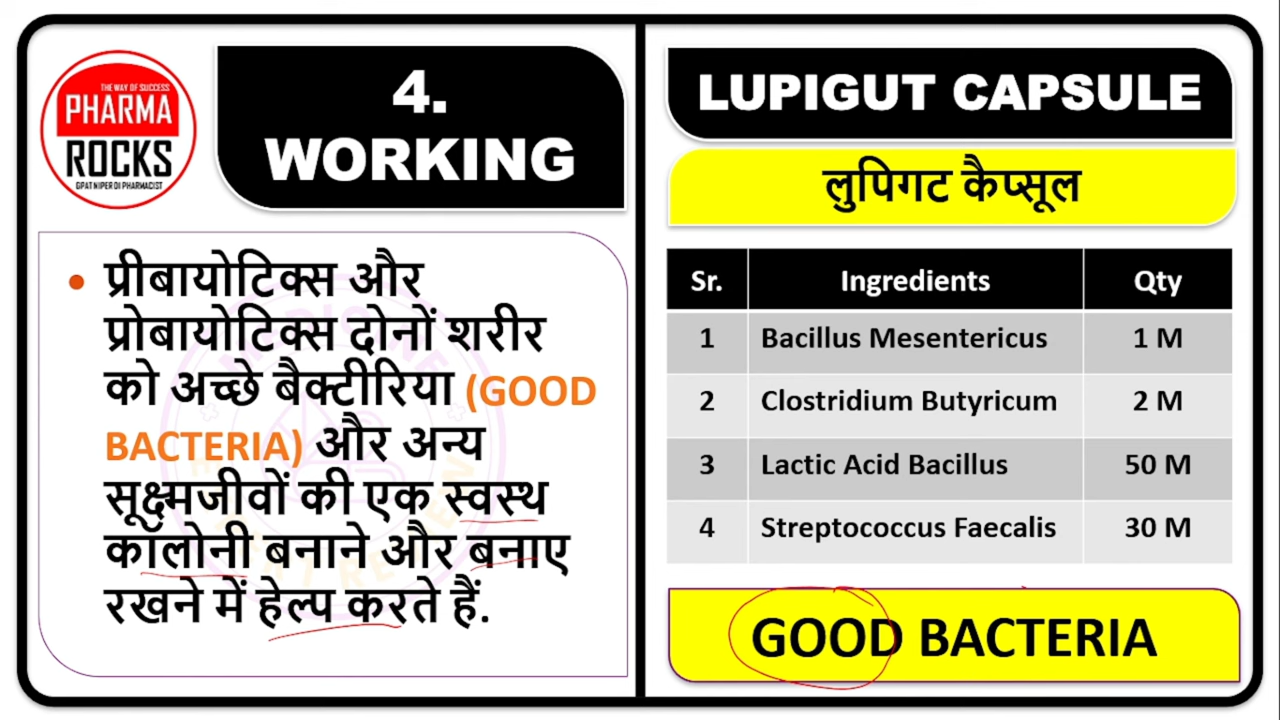 THE WAY OF SUCCESS
PHARMA
ROCKS
GPAT NIPER DI PHARMACIST
4.
WORKING
प्रीबायोटिक्स और
प्रोबायोटिक्स दोनों शरीर
को अच्छे बैक्टीरिया (GOOD
BACTERIA) और अन्य
सूक्ष्मजीवों की एक स्वस्थ
कॉलोनी बनाने और बनाए
रखने में हेल्प करते हैं.
LUPIGUT CAPSULE
लुपिगट कैप्सूल
Sr. Ingredients Qty
1 Bacillus Mesentericus 1 M
2 Clostridium Butyricum 2 M
3 Lactic Acid Bacillus 50 M
4 Streptococcus Faecalis 30 M
GOOD BACTERIA